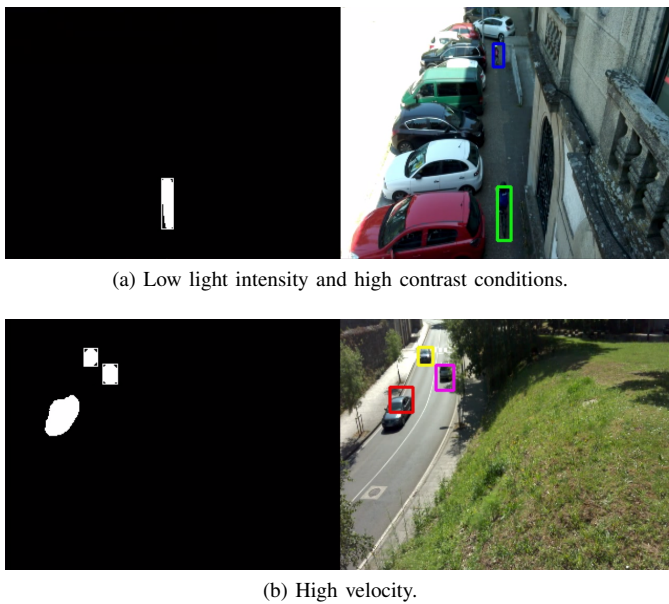 (a) Low light intensity and high contrast conditions.
(b) High velocity.